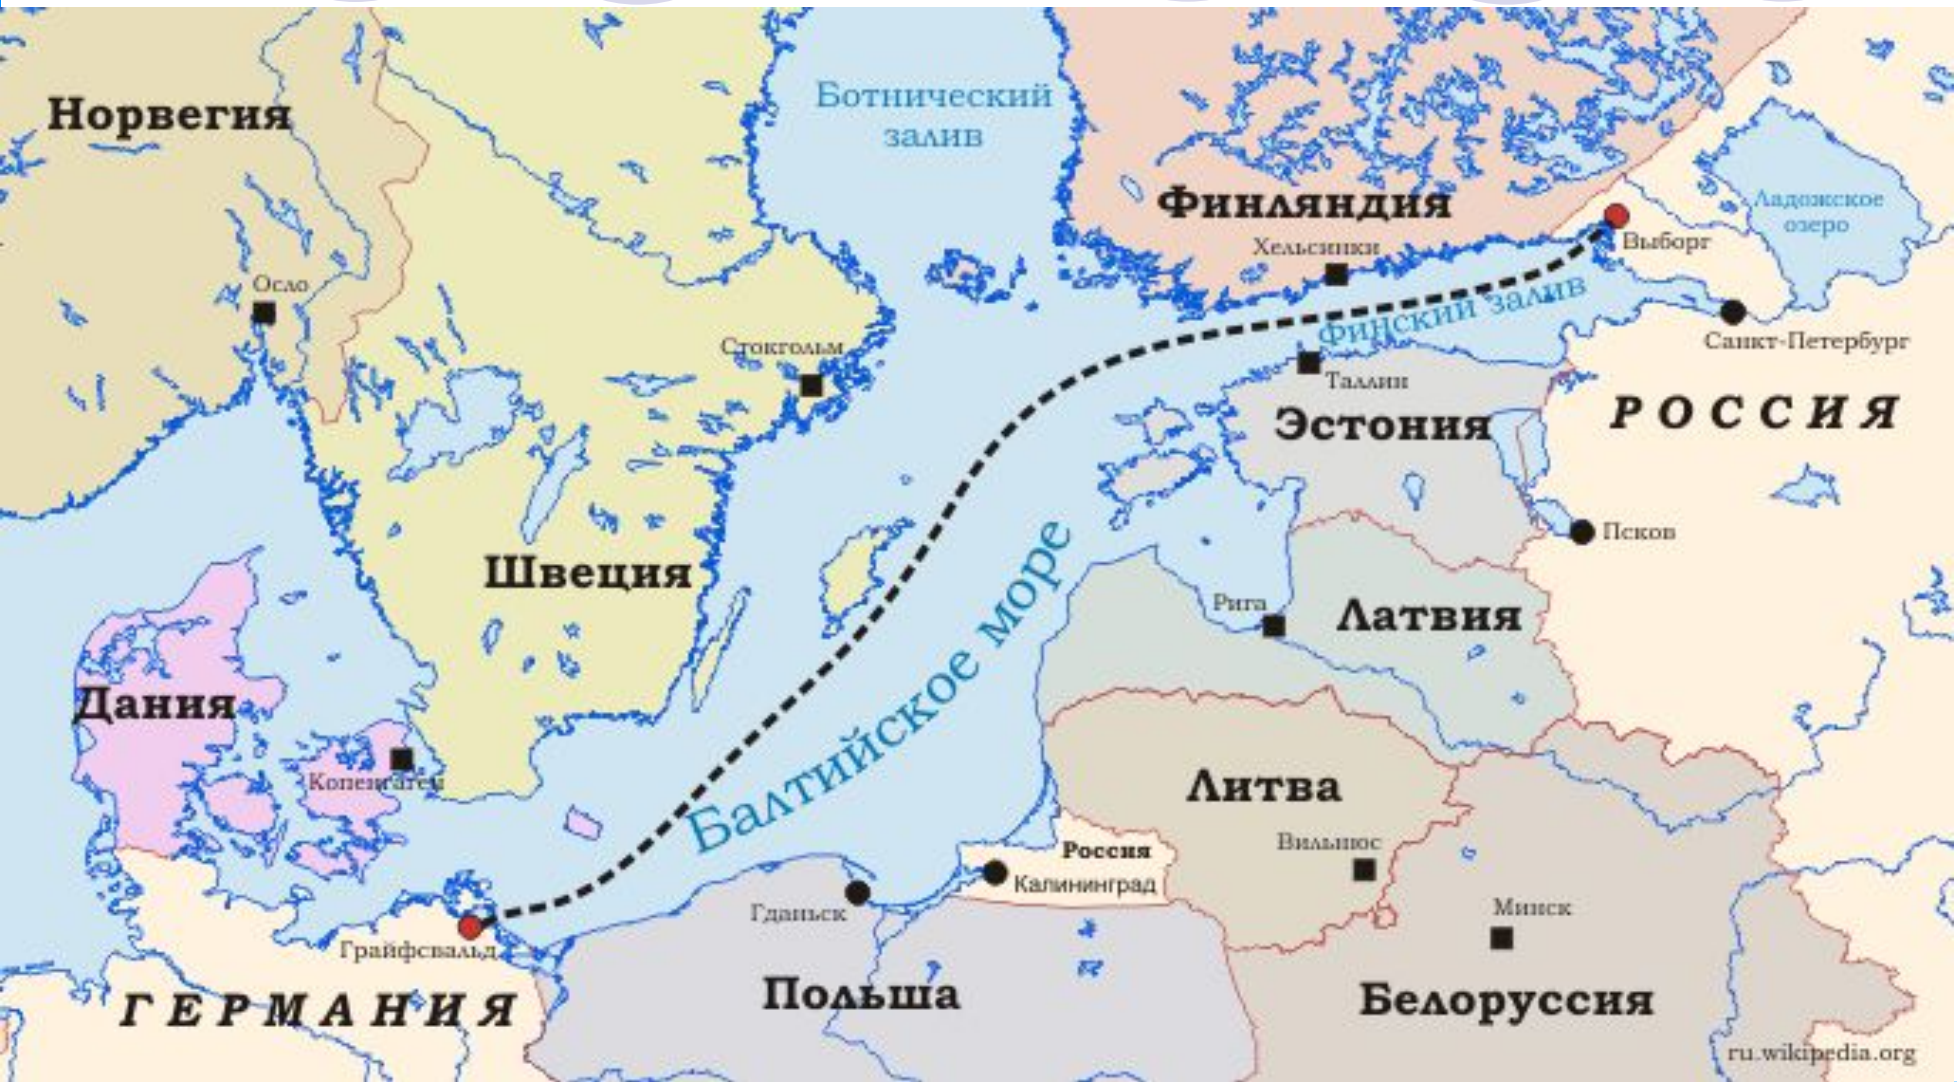 Норвегия
Ботнический
залив
Финляндия
Ладожское
озеро
Хельсинки
Выборг
Осло
Финский залив
Санкт-Петербург
Стокгольм
Таллин
Эстония
РОССИЯ
Швеция
Балтийское море
Псков
Рига
Латвия
Дания
Копенгаген
Литва
Вильнюс
Россия
Калининград
Гданьск
Минск
Грайфсвальд
ГЕРМАНИЯ
Польша
Белоруссия
ru.wikipedia.org